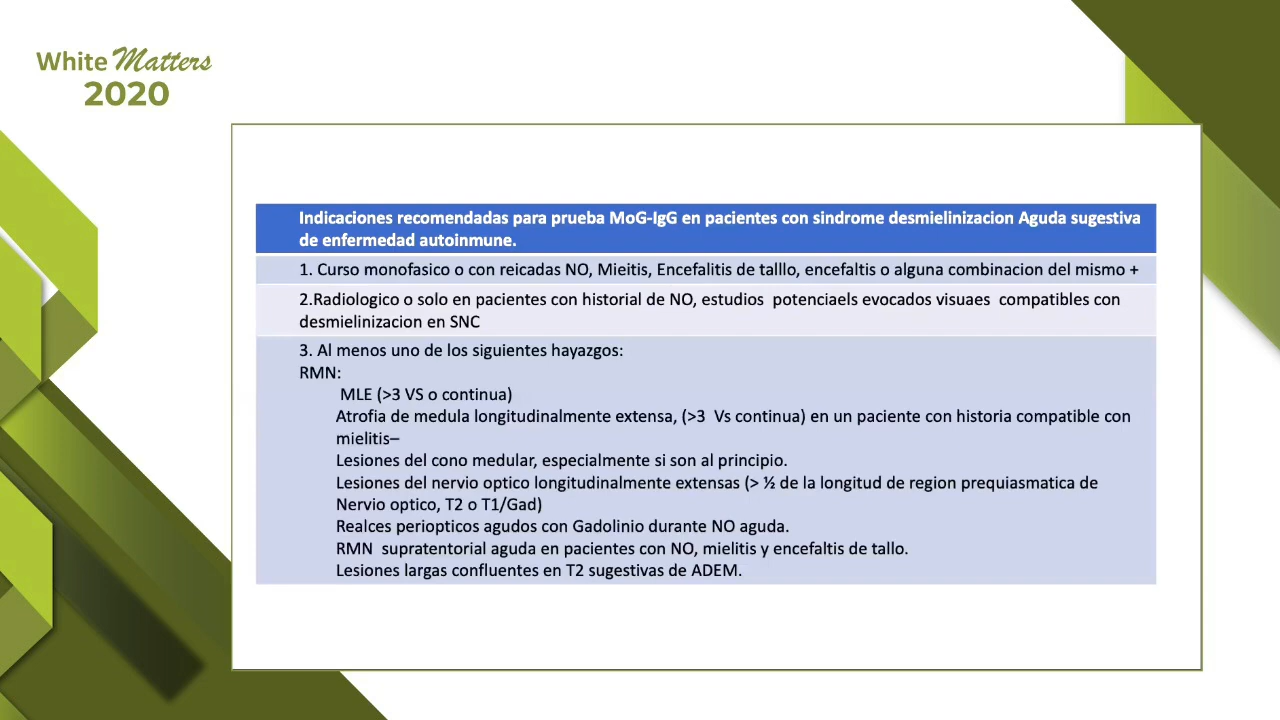 White Matters
2020
Indicaciones recomendadas para prueba MoG-IgG en pacientes con sindrome desmielinizacion Aguda sugestiva
de enfermedad autoinmune.
1. Curso monofasico o con reicadas NO, Mieitis, Encefalitis de talllo, encefaltis o alguna combinacion del mismo +
2.Radiologico o solo en pacientes con historial de NO, estudios potenciaels evocados visuaes compatibles con
desmielinizacion en SNC
3. Al menos uno de los siguientes hayazgos:
RMN:
MLE (>3 VS o continua)
Atrofia de medula longitudinalmente extensa, (>3 Vs continua) en un paciente con historia compatible con
mielitis–
Lesiones del cono medular, especialmente si son al principio.
Lesiones del nervio optico longitudinalmente extensas (> ½ de la longitud de region prequiasmatica de
Nervio optico, T2 o T1/Gad)
Realces periopticos agudos con Gadolinio durante NO aguda.
RMN supratentorial aguda en pacientes con NO, mielitis y encefaltis de tallo.
Lesiones largas confluentes en T2 sugestivas de ADEM.